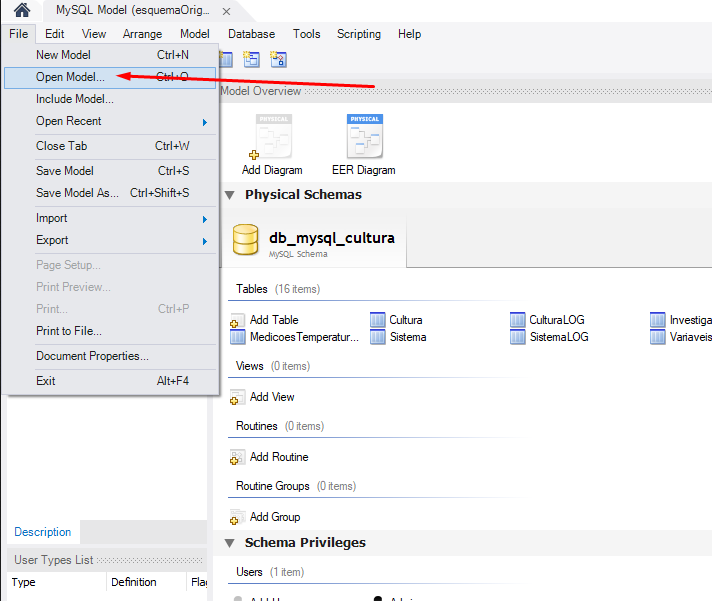 MySQL Model (esquemaOrig...
File Edit View Arrange Model Database Tools Scripting Help
New Model Ctrl+N
Open Model... Ctrl+O
Include Model...
Open Recent
Close Tab Ctrl+W
Save Model Ctrl+S
Save Model As... Ctrl+Shift+S
Import
Export
Page Setup...
Print Preview...
Print... Ctrl+P
Print to File...
Document Properties...
Exit Alt+F4
Model Overview
PHYSICAL PHYSICAL
Add Diagram EER Diagram
Physical Schemas
db_mysql_cultura
MySQL Schema
Tables (16 items)
Add Table Cultura CulturaLOG Investiga
MedicoesTemperatur... Sistema SistemaLOG Variaveis
Views (0 items)
Add View
Routines (0 items)
Add Routine
Routine Groups (0 items)
Add Group
Schema Privileges
Users (1 item)
Description
User Types List
Type Definition Flag